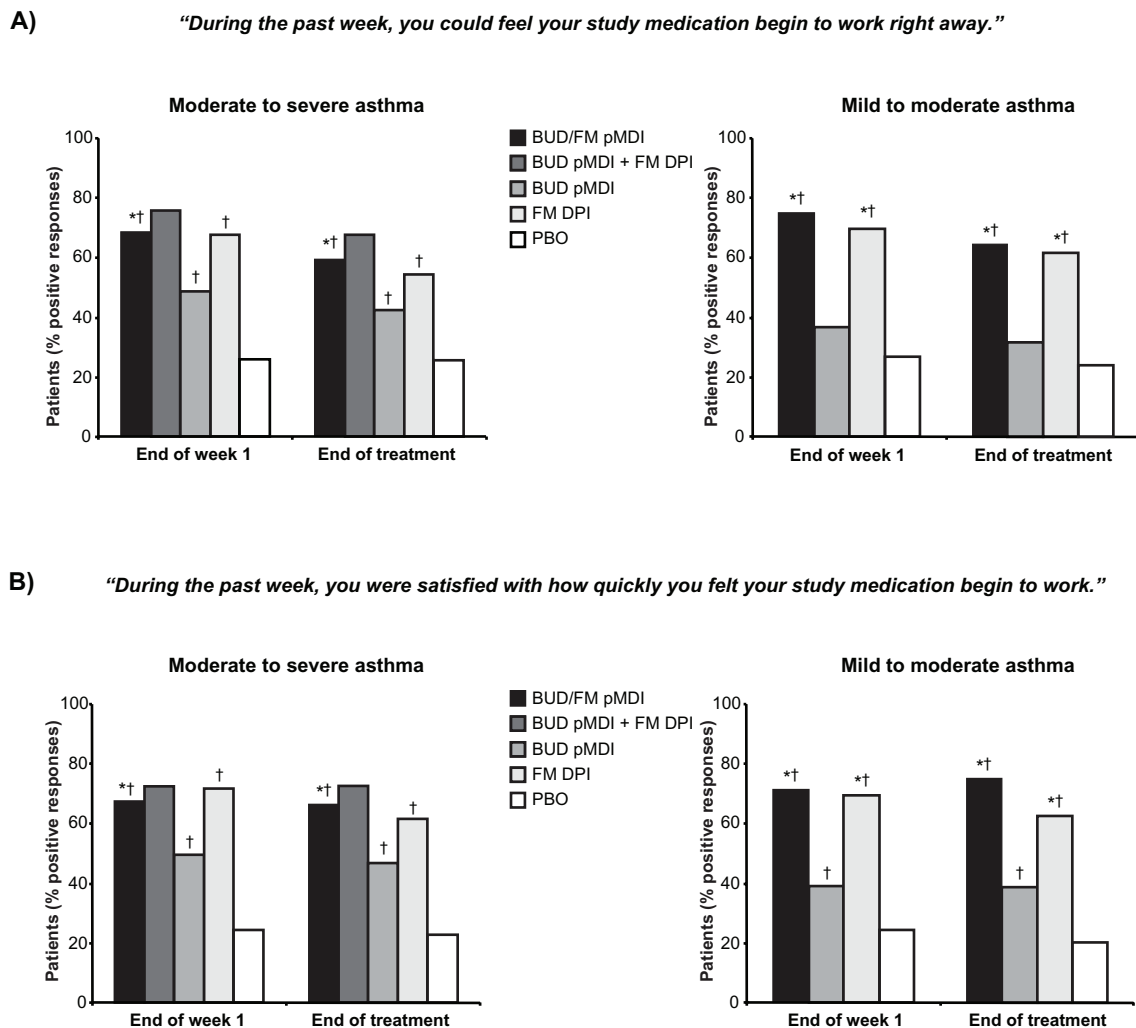 A)
“During the past week, you could feel your study medication begin to work right away.”
Moderate to severe asthma
Patients (% positive responses)
100
80
60
40
20
0
*†
†
†
*†
†
†
End of week 1
End of treatment
BUD/FM pMDI
BUD pMDI + FM DPI
BUD pMDI
FM DPI
PBO
Mild to moderate asthma
Patients (% positive responses)
100
80
60
40
20
0
*†
*†
*†
*†
End of week 1
End of treatment
B)
“During the past week, you were satisfied with how quickly you felt your study medication begin to work.”
Moderate to severe asthma
Patients (% positive responses)
100
80
60
40
20
0
*†
†
†
*†
†
†
End of week 1
End of treatment
BUD/FM pMDI
BUD pMDI + FM DPI
BUD pMDI
FM DPI
PBO
Mild to moderate asthma
Patients (% positive responses)
100
80
60
40
20
0
*†
†
*†
*†
†
*†
End of week 1
End of treatment